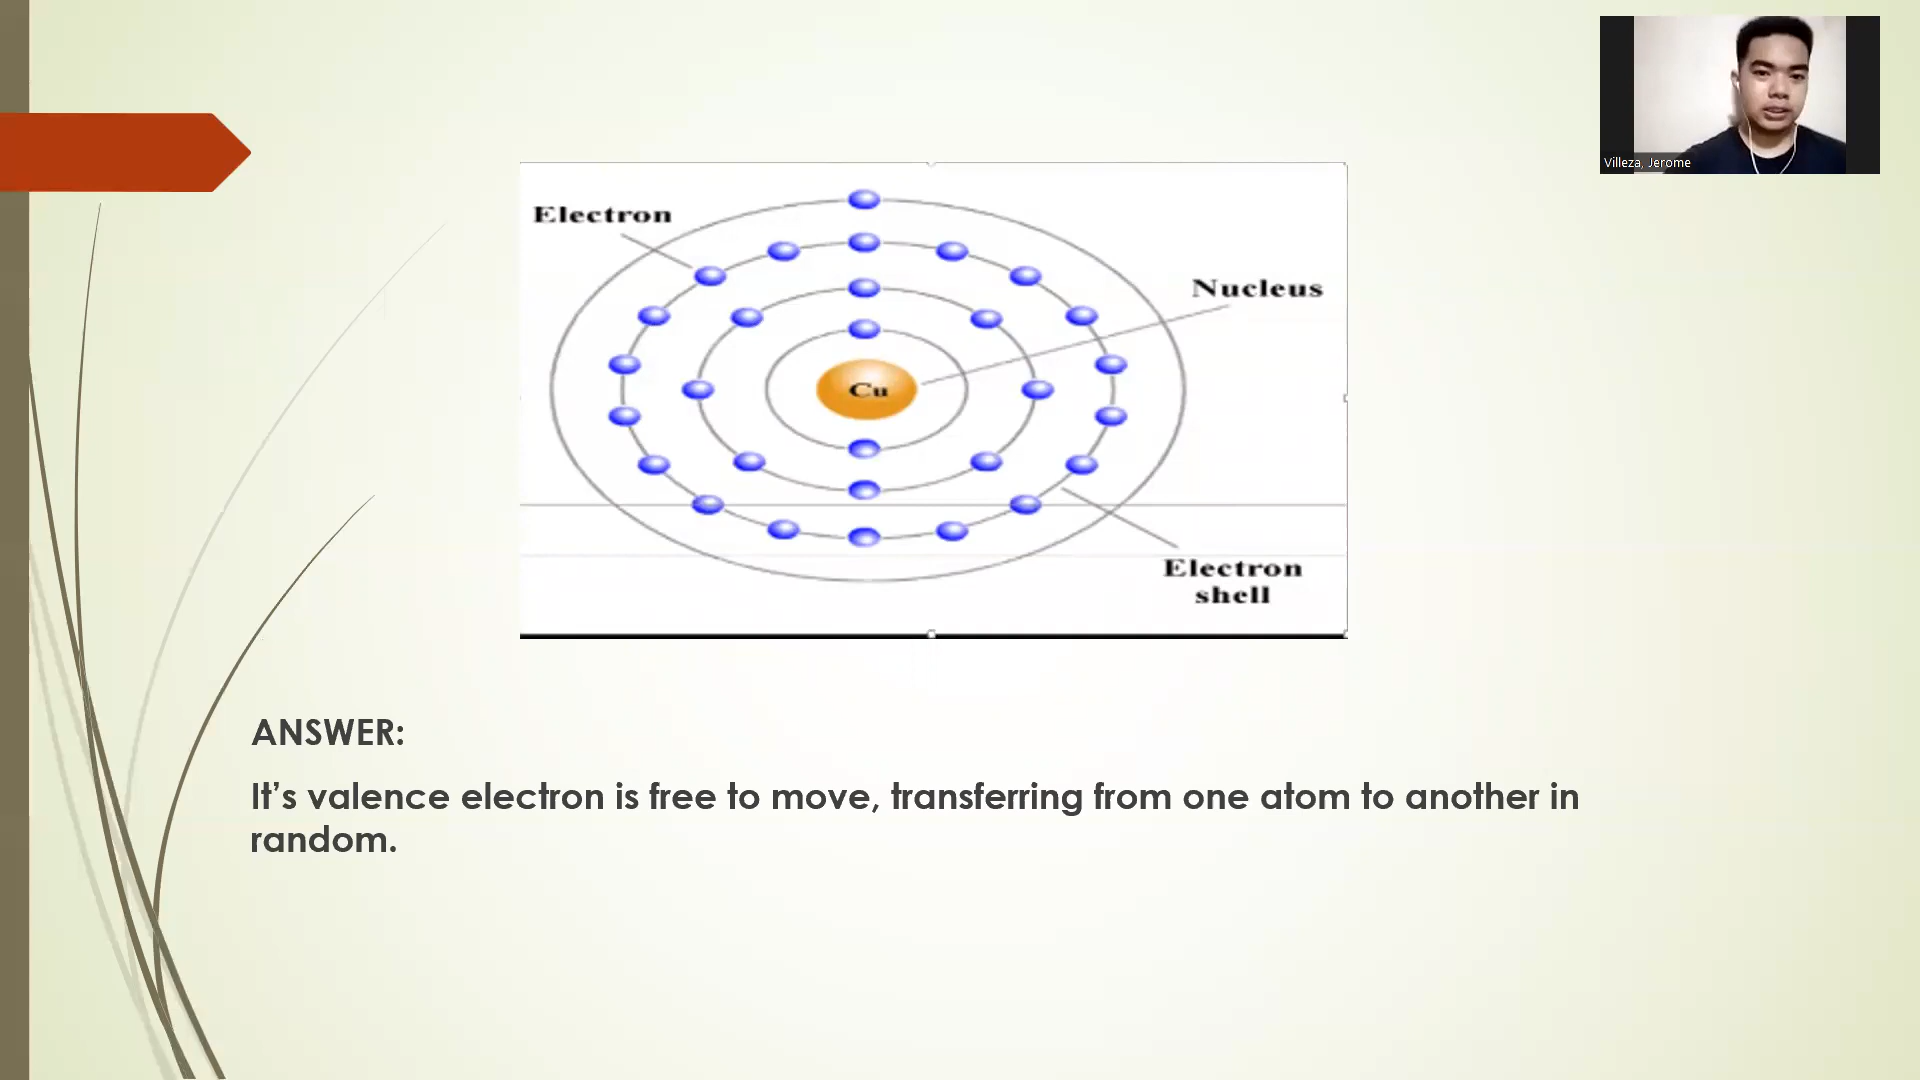 Villeza, Jerome
Electron
Nucleus
Cu
Electron
shell
ANSWER:
It’s valence electron is free to move, transferring from one atom to another in
random.